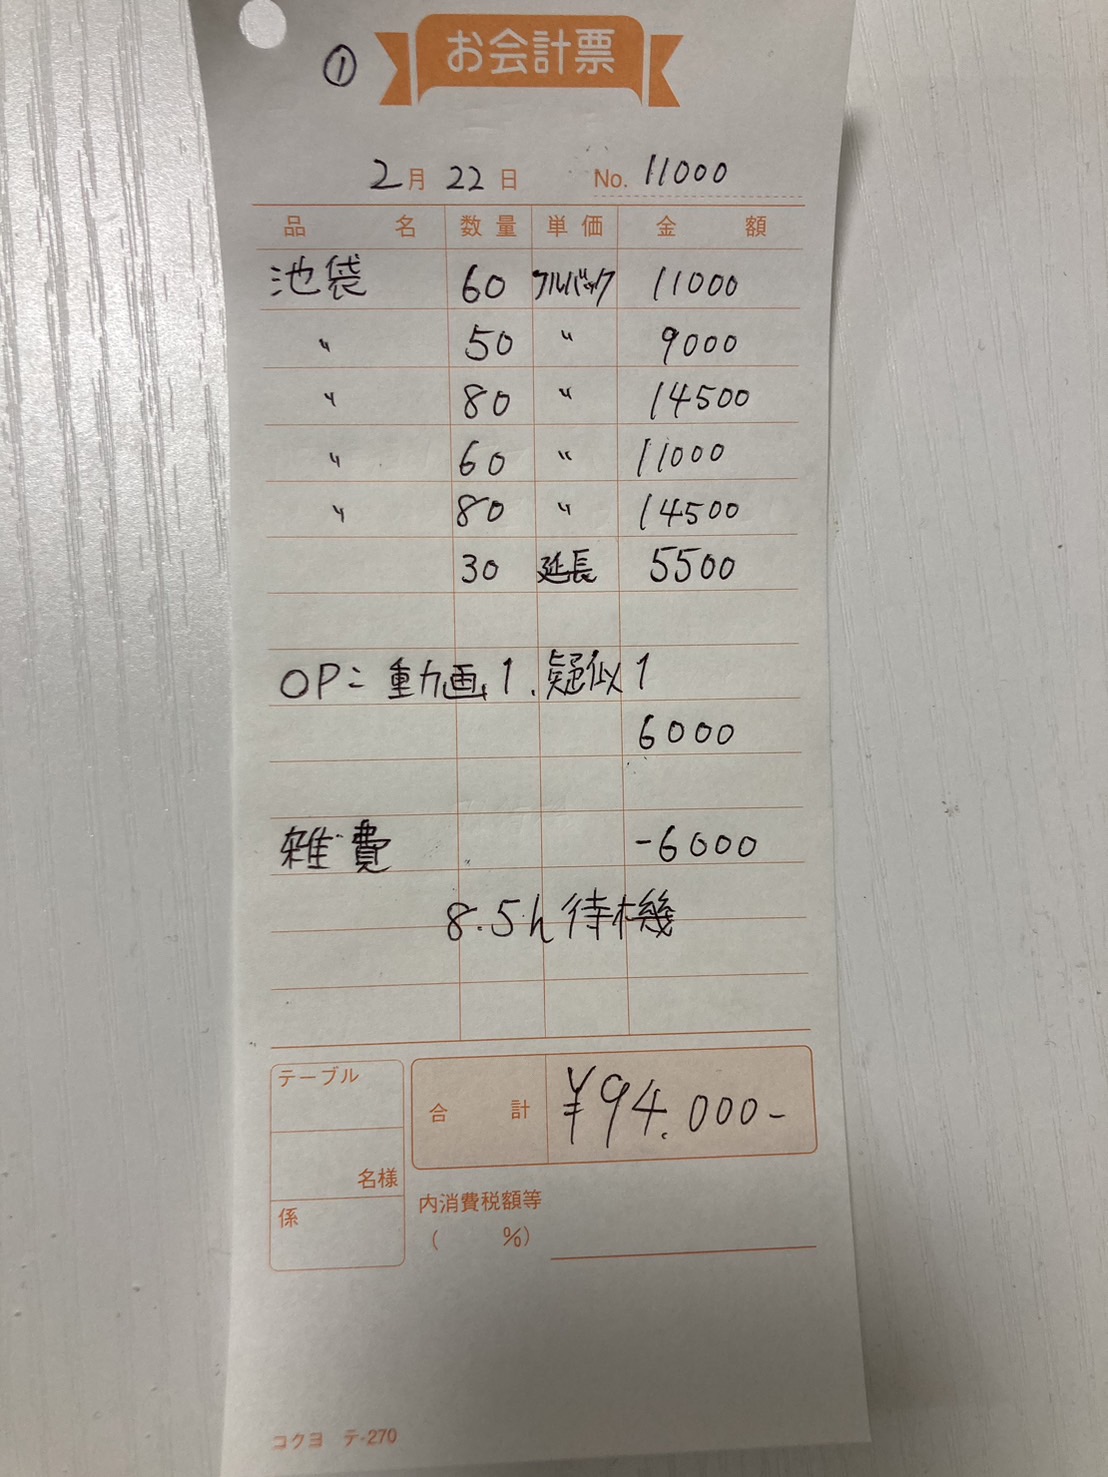 ①
お会計票
2月22日 No. 11000
品名 数量 単価 金額
池袋 60 フルバック 11000
〃 50 〃 9000
〃 80 〃 14500
〃 60 〃 11000
〃 80 〃 14500
30 延長 5500
OP: 動画1、疑似1
6000
雑費 -6000
8.5h待機
テーブル
名様
係
合計 ¥94.000-
内消費税額等
( %)
コクヨ テ-270